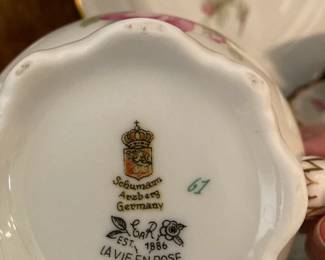 Schumann
Arzberg
Germany
61
E&R
EST. 1886
LA VIE EN ROSE